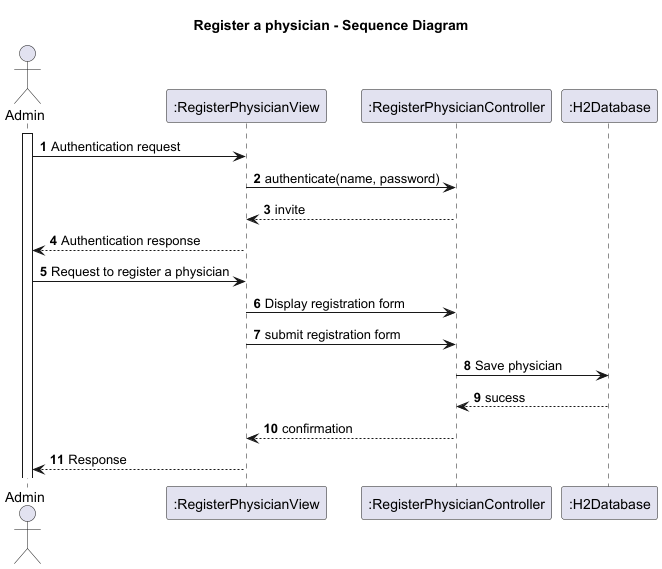 Register a physician - Sequence Diagram
Admin
:RegisterPhysicianView
:RegisterPhysicianController
:H2Database
1 Authentication request
2 authenticate(name, password)
3 invite
4 Authentication response
5 Request to register a physician
6 Display registration form
7 submit registration form
8 Save physician
9 sucess
10 confirmation
11 Response
Admin
:RegisterPhysicianView
:RegisterPhysicianController
:H2Database